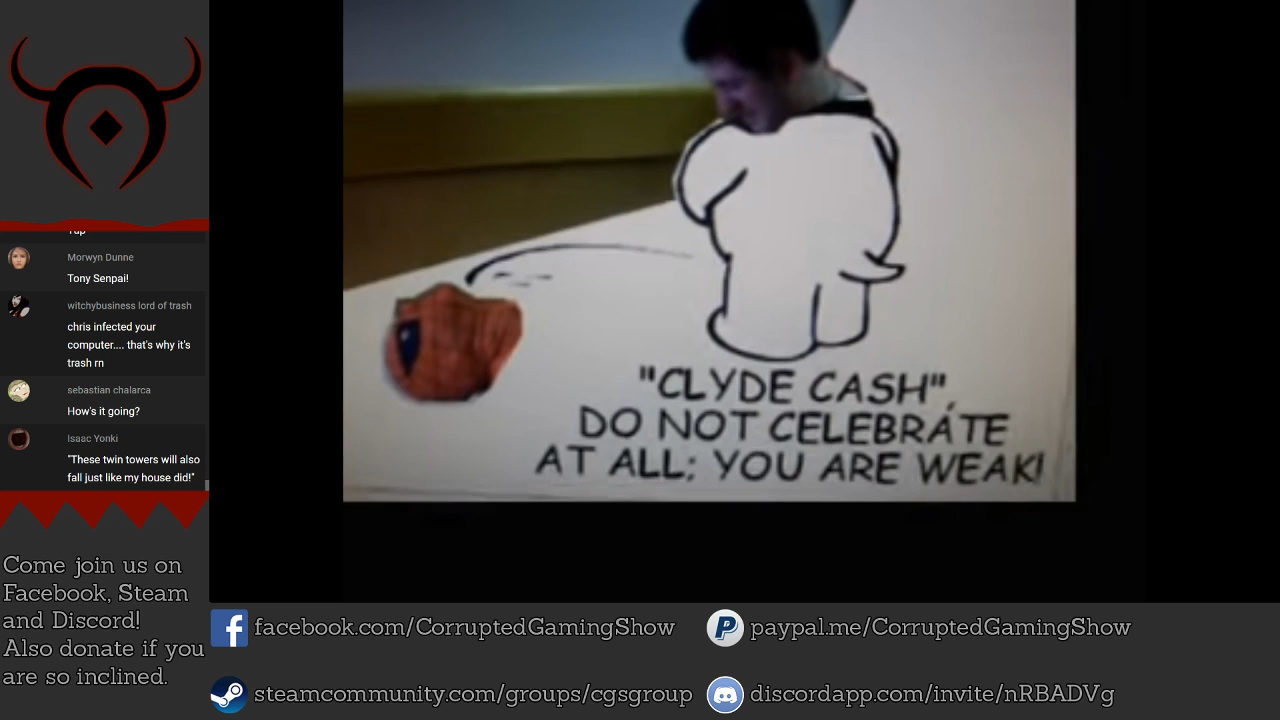 Yup
Morwyn Dunne
Tony Senpai!
witchybusiness lord of trash
chris infected your
computer.... that's why it's
trash rn
sebastian chalarca
How's it going?
Isaac Yonki
"These twin towers will also
fall just like my house did!"
Come join us on
Facebook, Steam
and Discord!
Also donate if you
are so inclined.
"CLYDE CASH",
DO NOT CELEBRATE
AT ALL; YOU ARE WEAK!
facebook.com/CorruptedGamingShow
paypal.me/CorruptedGamingShow
steamcommunity.com/groups/cgsgroup
discordapp.com/invite/nRBADVg